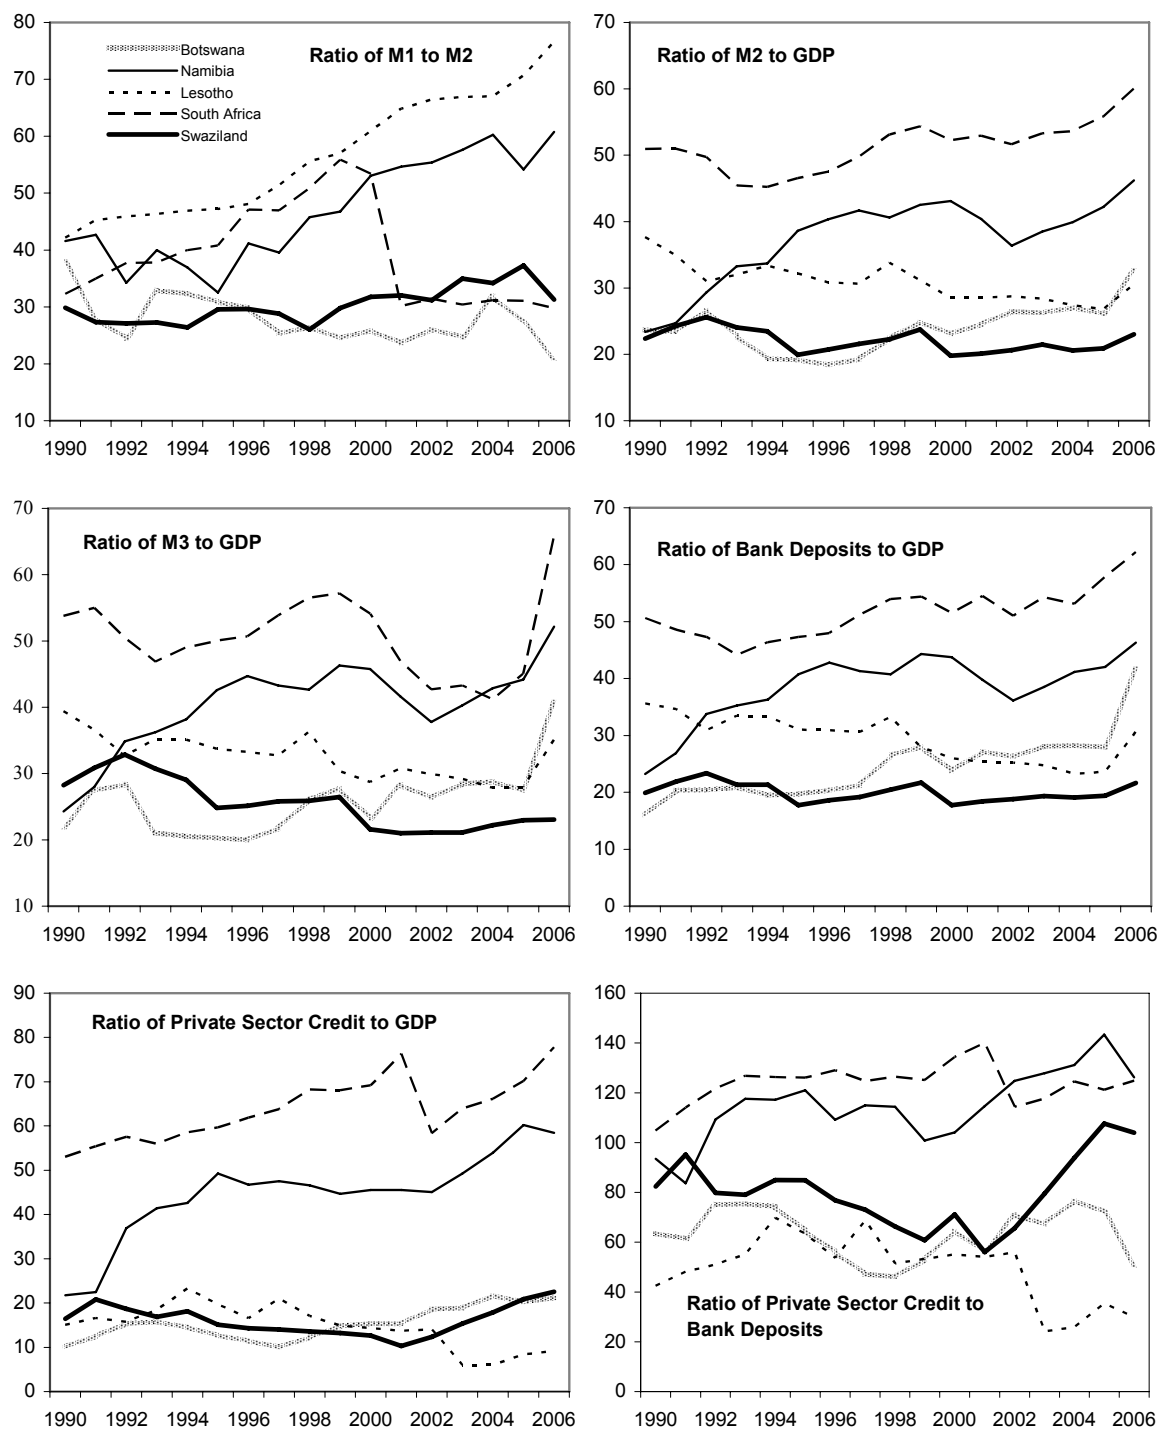 Ratio of M1 to M2
Botswana
Namibia
Lesotho
South Africa
Swaziland
80
70
60
50
40
30
20
10
1990 1992 1994 1996 1998 2000 2002 2004 2006
Ratio of M2 to GDP
70
60
50
40
30
20
10
1990 1992 1994 1996 1998 2000 2002 2004 2006
Ratio of M3 to GDP
70
60
50
40
30
20
10
1990 1992 1994 1996 1998 2000 2002 2004 2006
Ratio of Bank Deposits to GDP
70
60
50
40
30
20
10
0
1990 1992 1994 1996 1998 2000 2002 2004 2006
Ratio of Private Sector Credit to GDP
90
80
70
60
50
40
30
20
10
0
1990 1992 1994 1996 1998 2000 2002 2004 2006
160
140
120
100
80
60
40
20
0
Ratio of Private Sector Credit to
Bank Deposits
1990 1992 1994 1996 1998 2000 2002 2004 2006